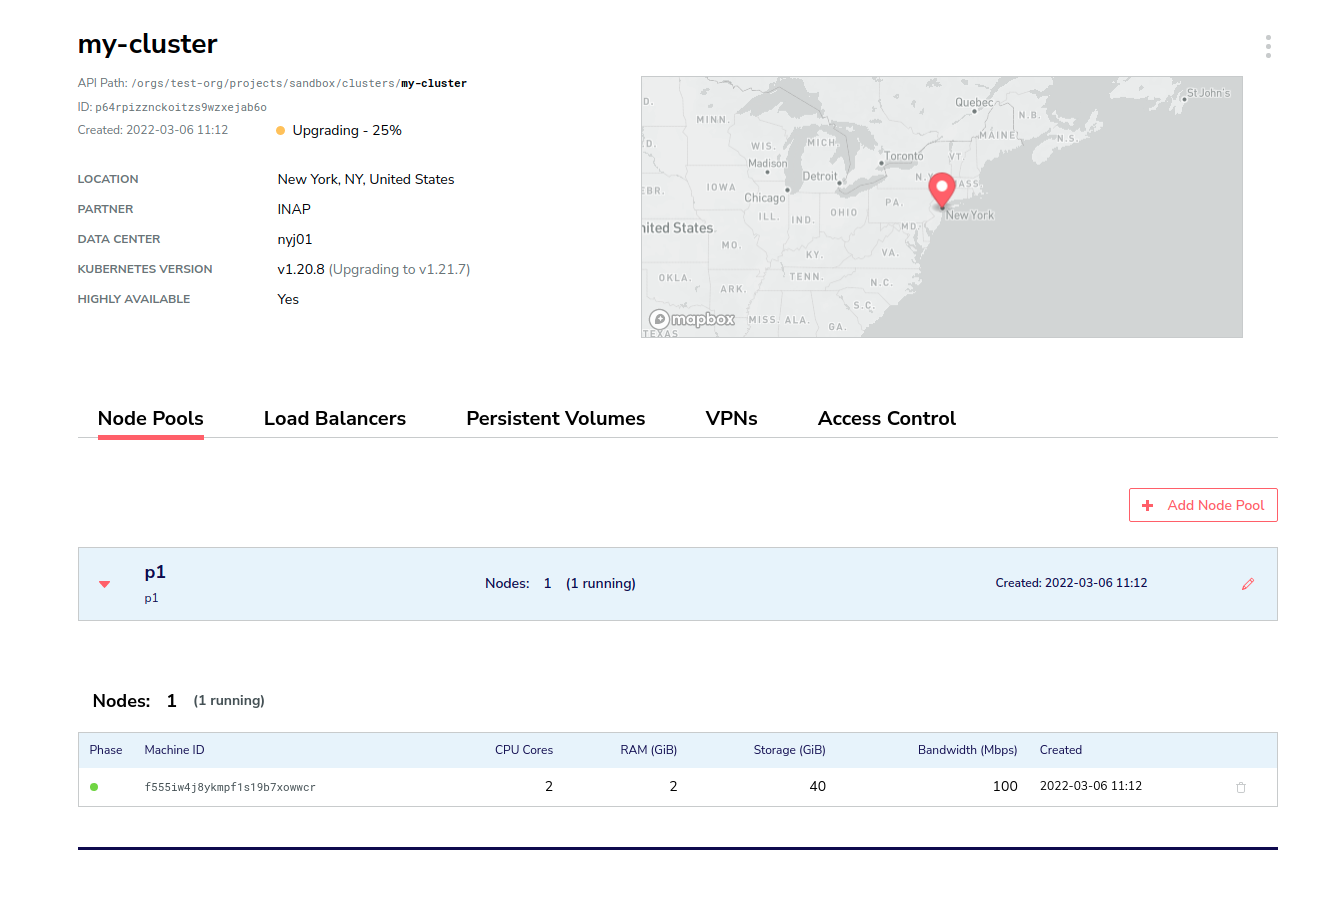 my-cluster
API Path: /orgs/test-org/projects/sandbox/clusters/my-cluster
ID: p64rpizznckoitzs9wzxejab6o
Created: 2022-03-06 11:12
Upgrading - 25%
LOCATION New York, NY, United States
PARTNER INAP
DATA CENTER nyj01
KUBERNETES VERSION v1.20.8 (Upgrading to v1.21.7)
HIGHLY AVAILABLE Yes
St John's
D.
Quebec
MINN.
N.B.
MAINE
N.S.
D.
WIS.
MICH
Toronto
VT.
Madison
Detroit
N.Y.
ASS.
EBR.
IOWA
Chicago
PA.
ILL.
IND.
OHIO
New York
nited States
MD.
MO.
KY.
VA.
OKLA.
TENN.
ARK.
N.C.
S.C.
mapbox
MISS.
ALA.
GA.
TEXAS
Node Pools Load Balancers Persistent Volumes VPNs Access Control
Add Node Pool
p1
p1
Nodes: 1 (1 running)
Created: 2022-03-06 11:12
Nodes: 1 (1 running)
Phase Machine ID CPU Cores RAM (GiB) Storage (GiB) Bandwidth (Mbps) Created
f555iw4j8ykmpf1s19b7xowwcr 2 2 40 100 2022-03-06 11:12